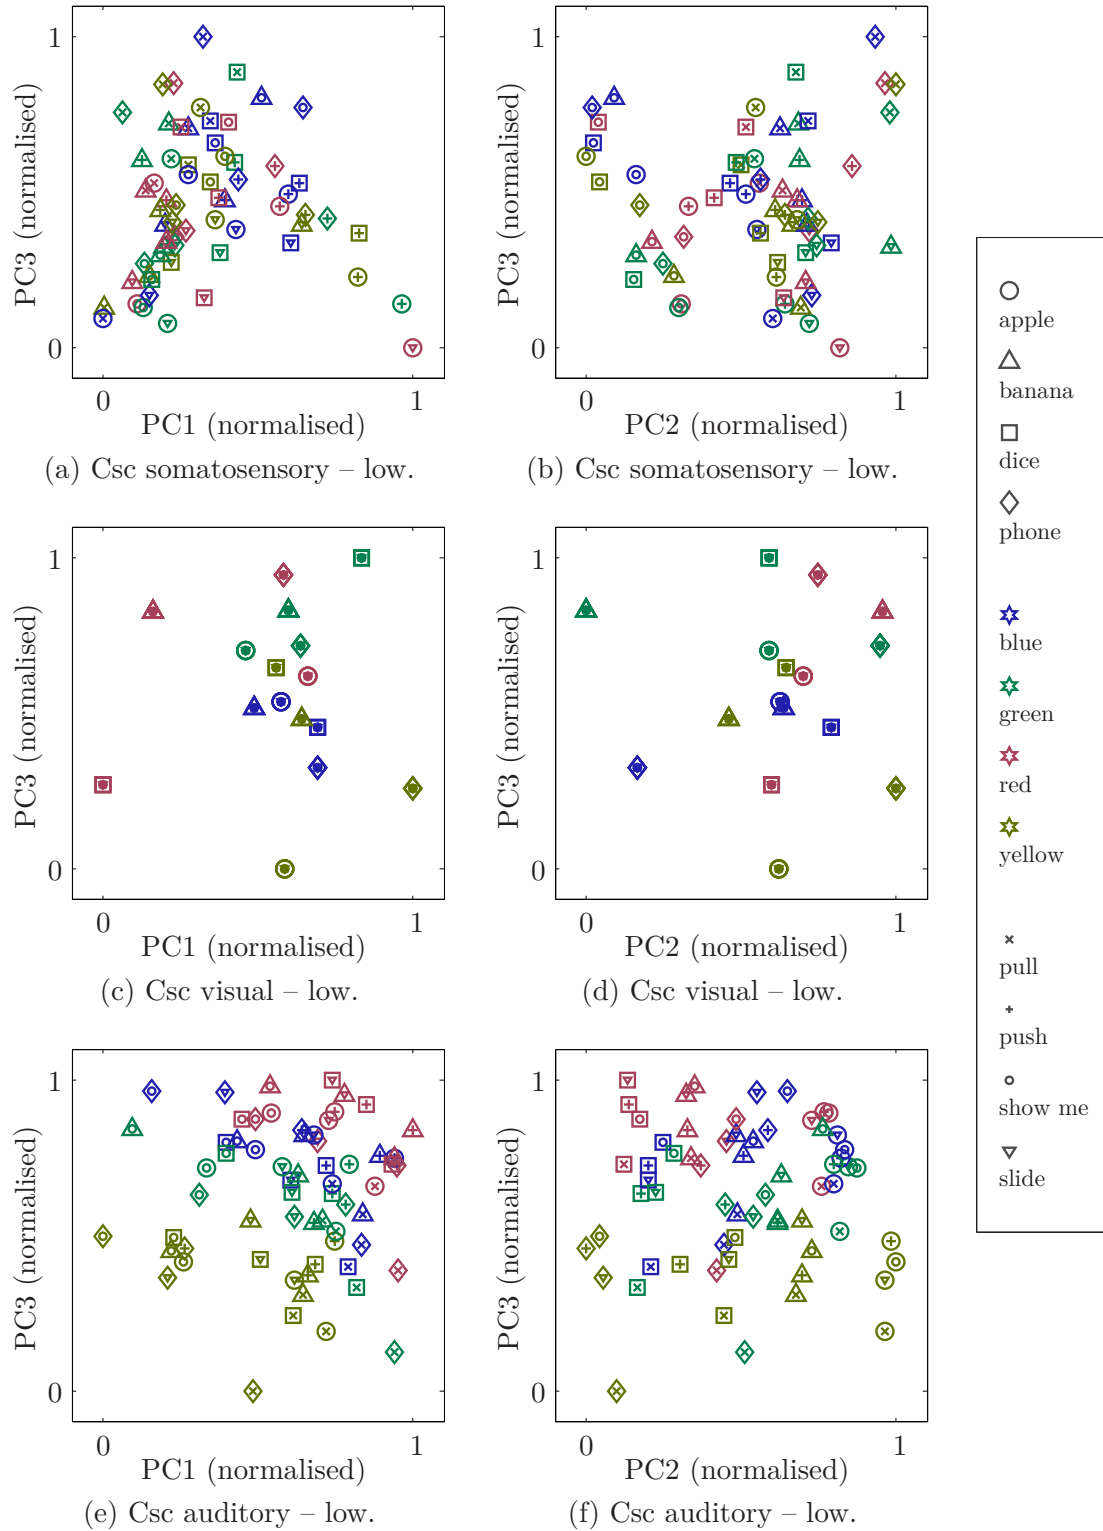 1
0
PC3 (normalised)
0
1
PC1 (normalised)
(a) Csc somatosensory – low.
1
0
PC3 (normalised)
0
1
PC2 (normalised)
(b) Csc somatosensory – low.
1
0
PC3 (normalised)
0
1
PC1 (normalised)
(c) Csc visual – low.
1
0
PC3 (normalised)
0
1
PC2 (normalised)
(d) Csc visual – low.
1
0
PC3 (normalised)
0
1
PC1 (normalised)
(e) Csc auditory – low.
1
0
PC3 (normalised)
0
1
PC2 (normalised)
(f) Csc auditory – low.
apple
banana
dice
phone
blue
green
red
yellow
pull
push
show me
slide